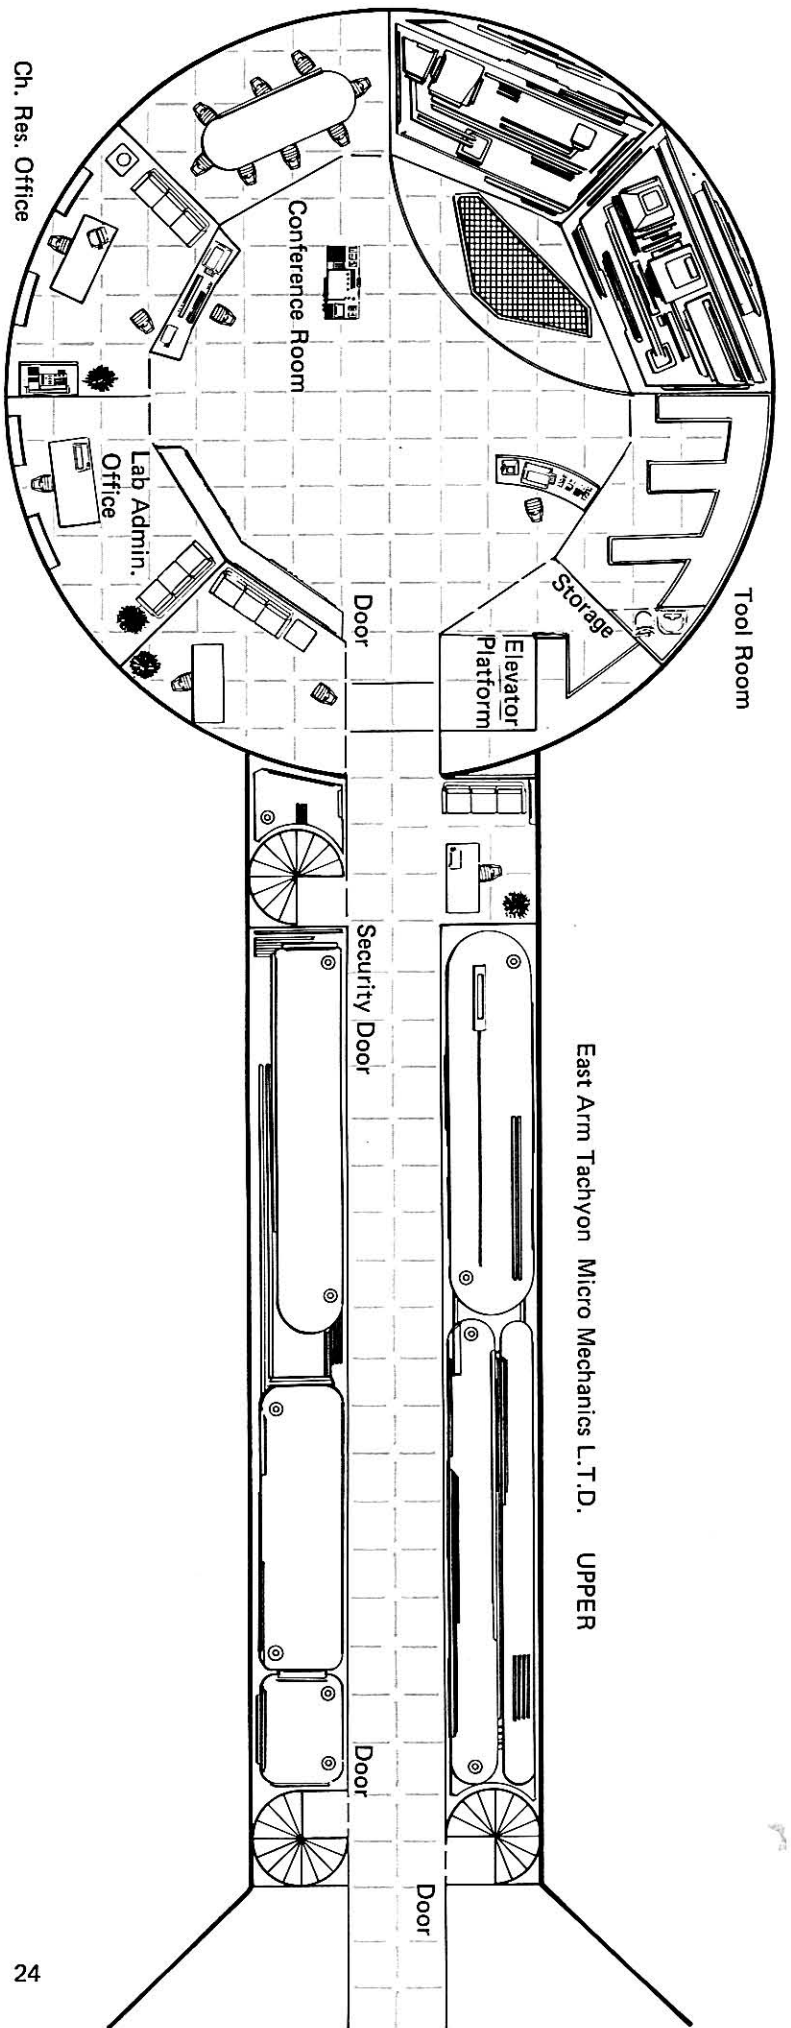 Ch. Res. Office
Conference Room
Lab Admin.
Office
Tool Room
Storage
Elevator
Platform
Door
Security Door
East Arm Tachyon Micro Mechanics L.T.D. UPPER
Door
Door
24